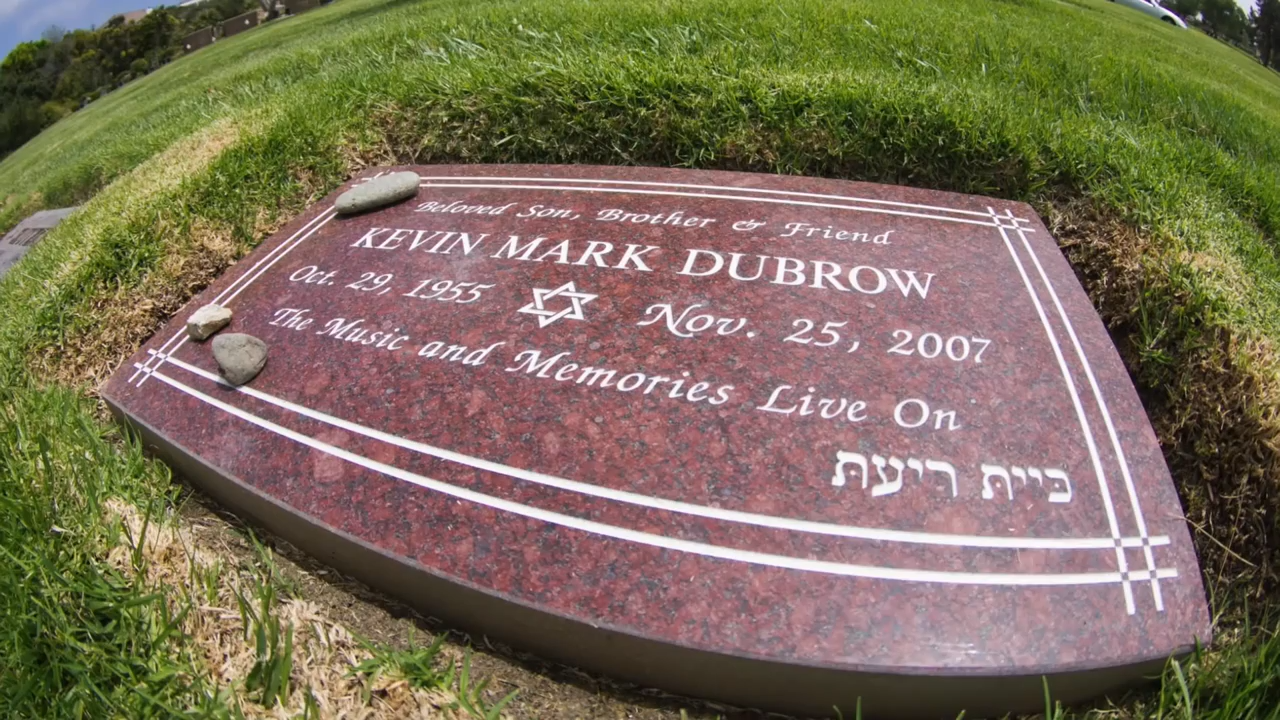 Beloved Son, Brother & Friend
KEVIN MARK DUBROW
Oct. 29, 1955 Nov. 25, 2007
The Music and Memories Live On
ביית ריעת